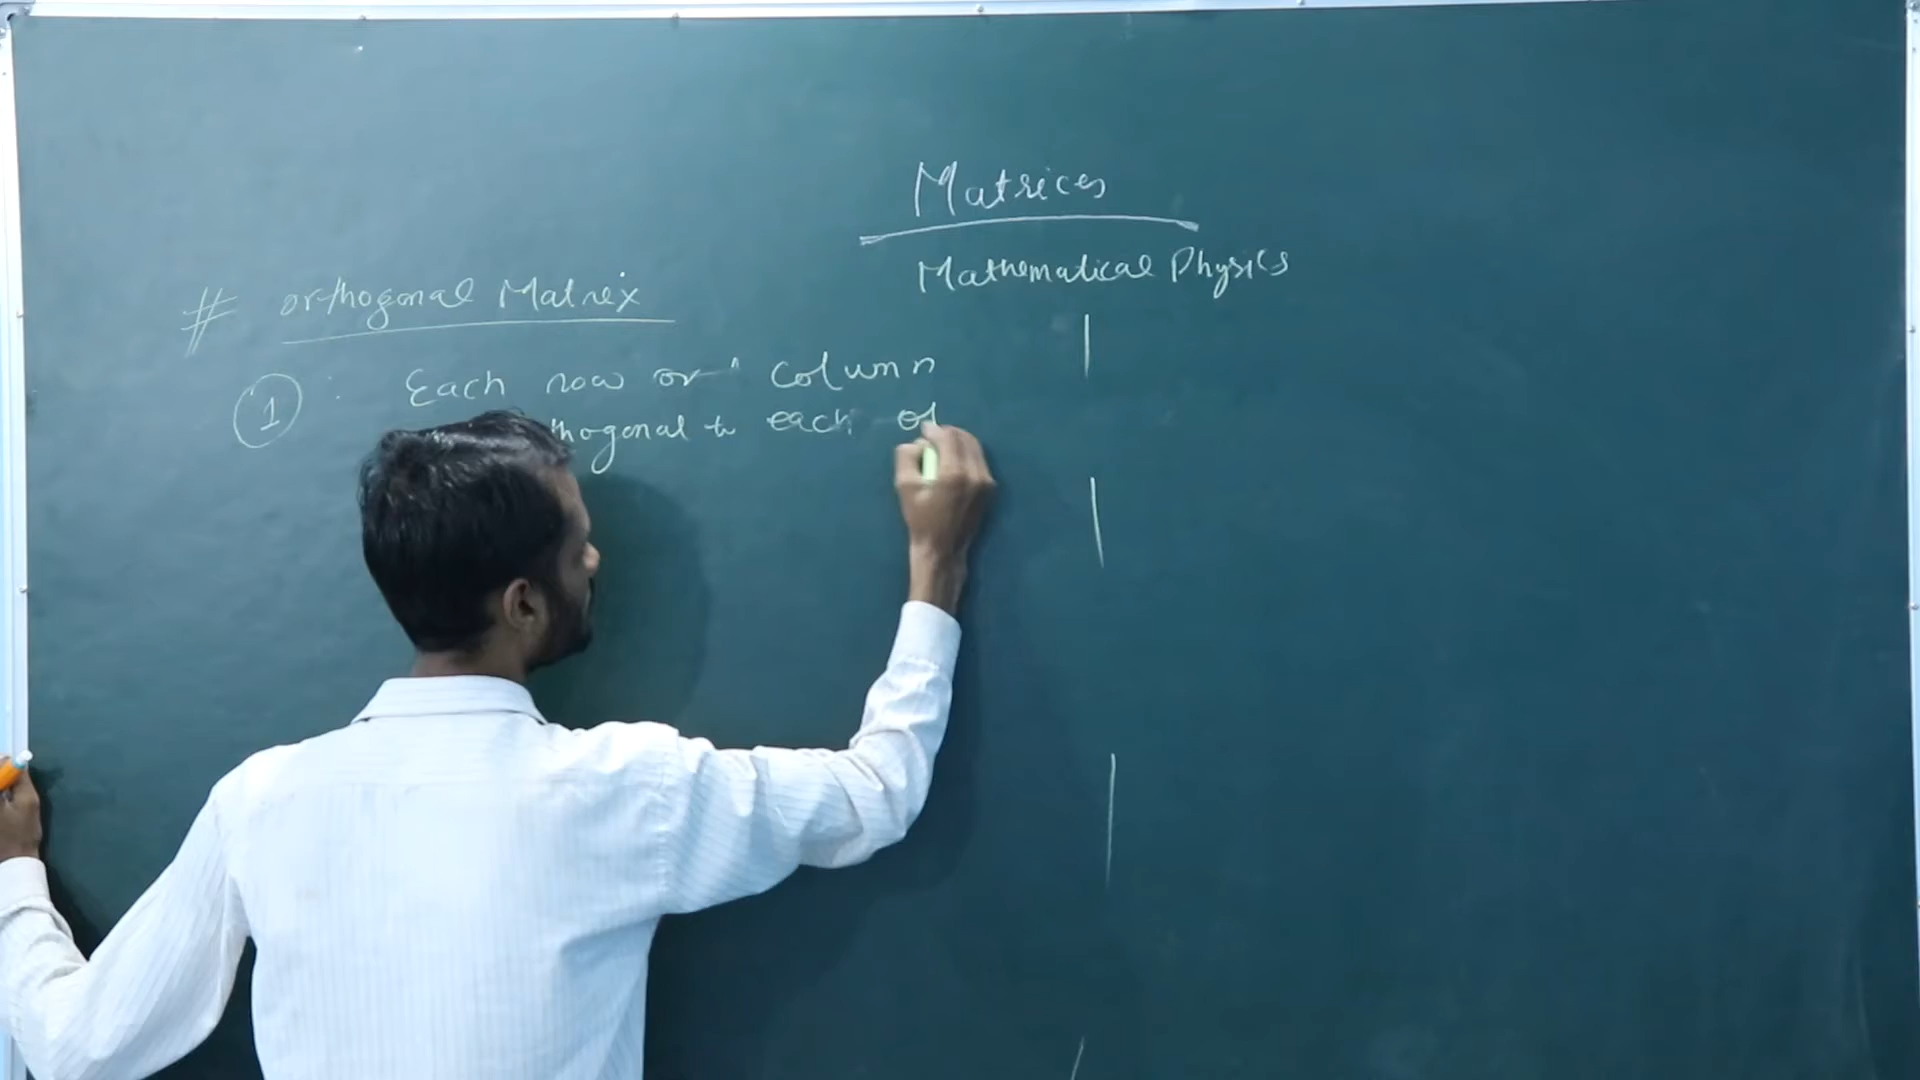 Matrices
Mathematical Physics
# orthogonal Matrix
① : Each row or column
thogonal to each ot